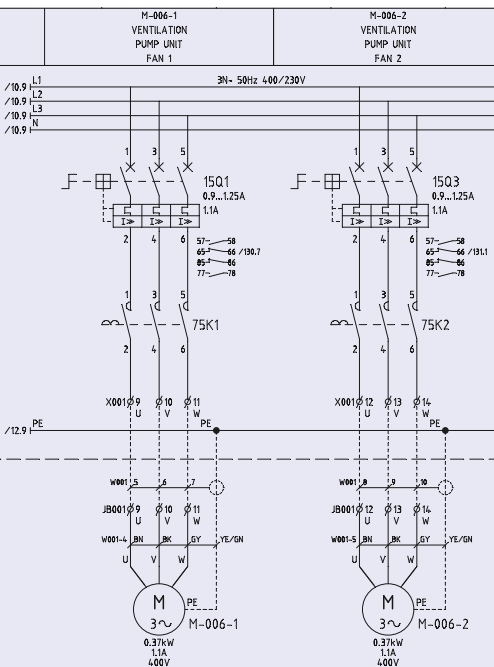 M-006-1 M-006-2
VENTILATION VENTILATION
PUMP UNIT PUMP UNIT
FAN 1 FAN 2
/10.9 L1 3N~ 50Hz 400/230V
/10.9 L2
/10.9 L3
/10.9 N
1 3 5 1 3 5
15Q1 15Q3
0.9...1.25A 0.9...1.25A
1.1A 1.1A
I≫ I≫ I≫ I≫ I≫ I≫
2 4 6 2 4 6
57 58 57 58
65 66 /130.7 65 66 /131.1
85 86 85 86
77 78 77 78
1 3 5 1 3 5
75K1 75K2
2 4 6 2 4 6
X001 9 10 11 X001 12 13 14
U V W U V W
/12.9 PE PE PE
W001 5 6 7 W001 8 9 10
JB001 9 10 11 JB001 12 13 14
U V W U V W
W001-4 BN BK GY YE/GN W001-5 BN BK GY YE/GN
U V W U V W
M PE M PE
3~ M-006-1 3~ M-006-2
0.37kW 0.37kW
1.1A 1.1A
400V 400V